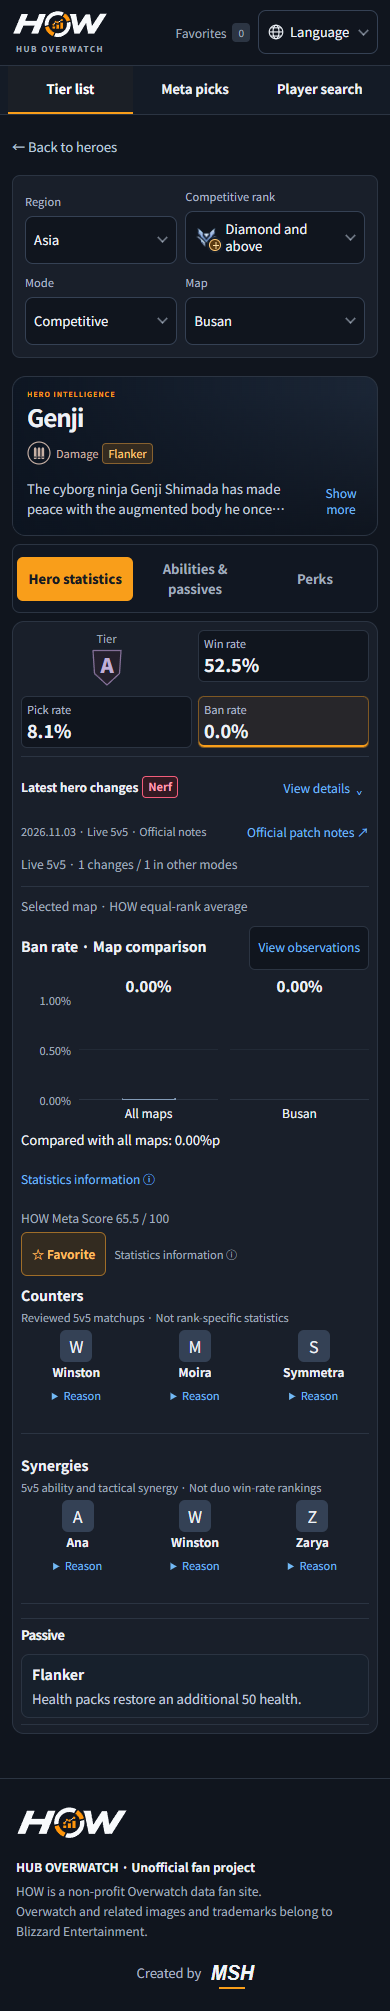 HOW
HUB OVERWATCH
Favorites 0
Language
Tier list
Meta picks
Player search
← Back to heroes
Region
Competitive rank
Asia
Diamond and
above
Mode
Map
Competitive
Busan
HERO INTELLIGENCE
Genji
Damage Flanker
The cyborg ninja Genji Shimada has made
peace with the augmented body he once…
Show
more
Hero statistics
Abilities &
passives
Perks
Tier
A
Win rate
52.5%
Pick rate
8.1%
Ban rate
0.0%
Latest hero changes Nerf
View details ⌄
2026.11.03 · Live 5v5 · Official notes
Official patch notes ↗
Live 5v5 · 1 changes / 1 in other modes
Selected map · HOW equal-rank average
Ban rate · Map comparison
View observations
0.00%
0.00%
1.00%
0.50%
0.00%
All maps
Busan
Compared with all maps: 0.00%p
Statistics information ⓘ
HOW Meta Score 65.5 / 100
☆ Favorite
Statistics information ⓘ
Counters
Reviewed 5v5 matchups · Not rank-specific statistics
W
M
S
Winston
Moira
Symmetra
▶ Reason
▶ Reason
▶ Reason
Synergies
5v5 ability and tactical synergy · Not duo win-rate rankings
A
W
Z
Ana
Winston
Zarya
▶ Reason
▶ Reason
▶ Reason
Passive
Flanker
Health packs restore an additional 50 health.
HOW
HUB OVERWATCH · Unofficial fan project
HOW is a non-profit Overwatch data fan site.
Overwatch and related images and trademarks belong to
Blizzard Entertainment.
Created by MSH